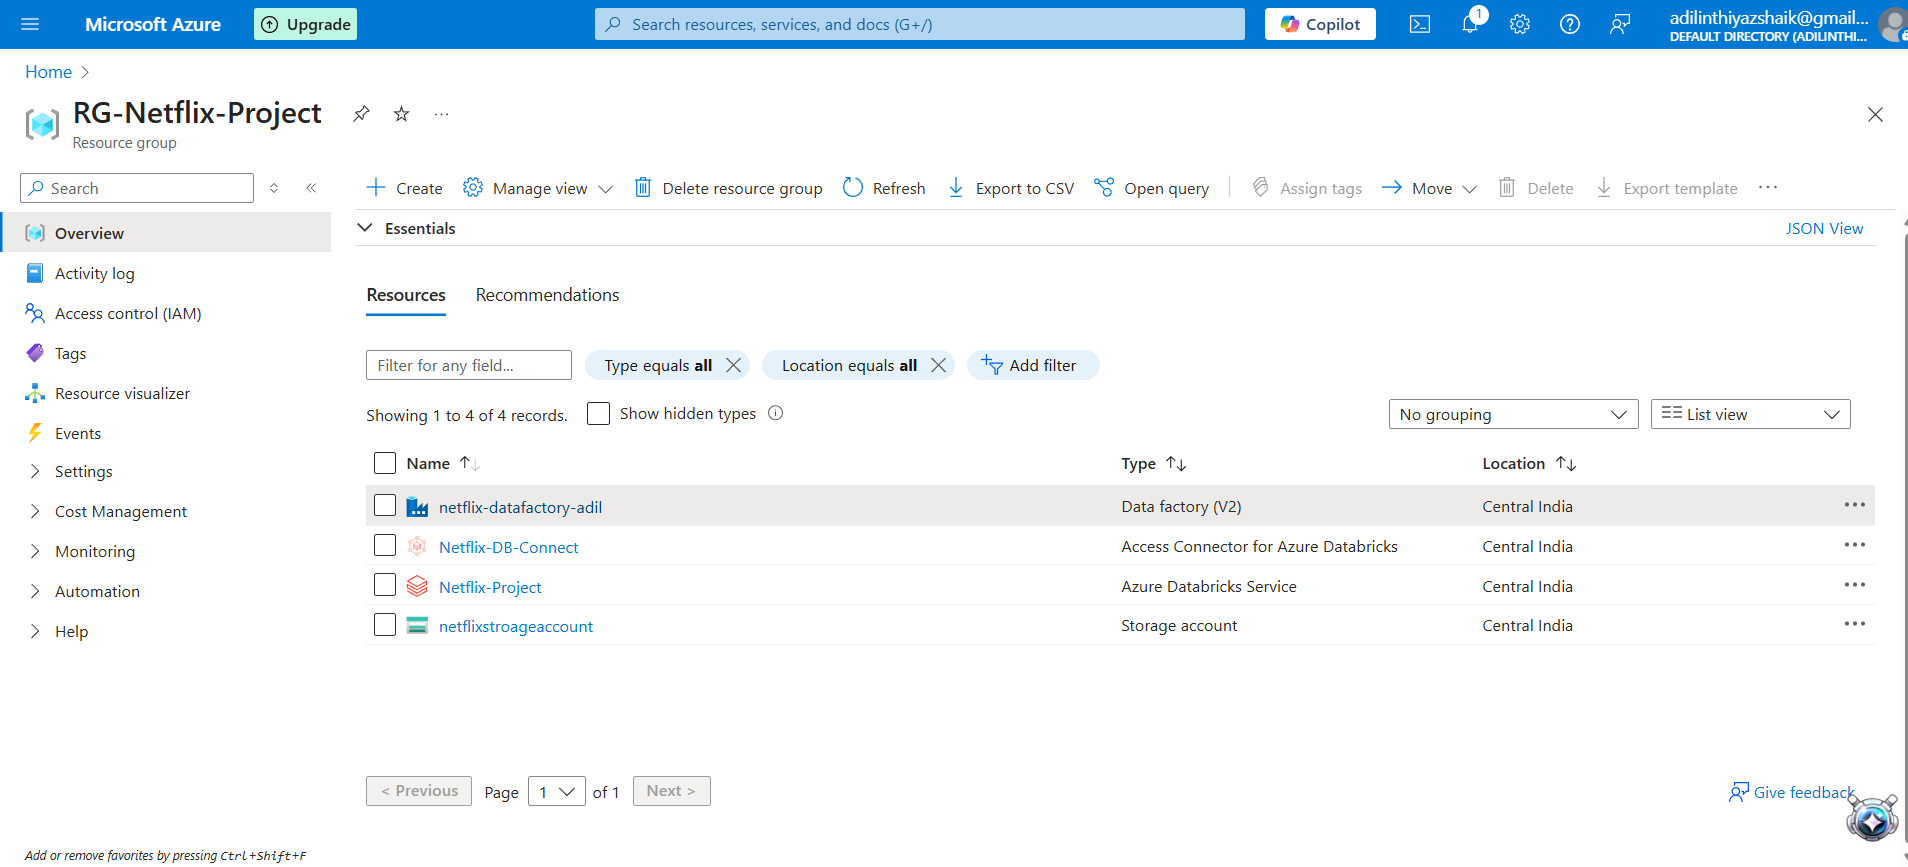 Microsoft Azure
Upgrade
Search resources, services, and docs (G+/)
Copilot
1
adilinthiyazshaik@gmail...
DEFAULT DIRECTORY (ADILINTHI...
Home
RG-Netflix-Project
Resource group
Search
Create
Manage view
Delete resource group
Refresh
Export to CSV
Open query
Assign tags
Move
Delete
Export template
Overview
Activity log
Access control (IAM)
Tags
Resource visualizer
Events
Settings
Cost Management
Monitoring
Automation
Help
Essentials
JSON View
Resources Recommendations
Filter for any field...
Type equals all
Location equals all
Add filter
Showing 1 to 4 of 4 records.
Show hidden types
No grouping
List view
Name Type Location
netflix-datafactory-adil Data factory (V2) Central India
Netflix-DB-Connect Access Connector for Azure Databricks Central India
Netflix-Project Azure Databricks Service Central India
netflixstroageaccount Storage account Central India
< Previous Page 1 of 1 Next >
Give feedback
Add or remove favorites by pressing Ctrl+Shift+F